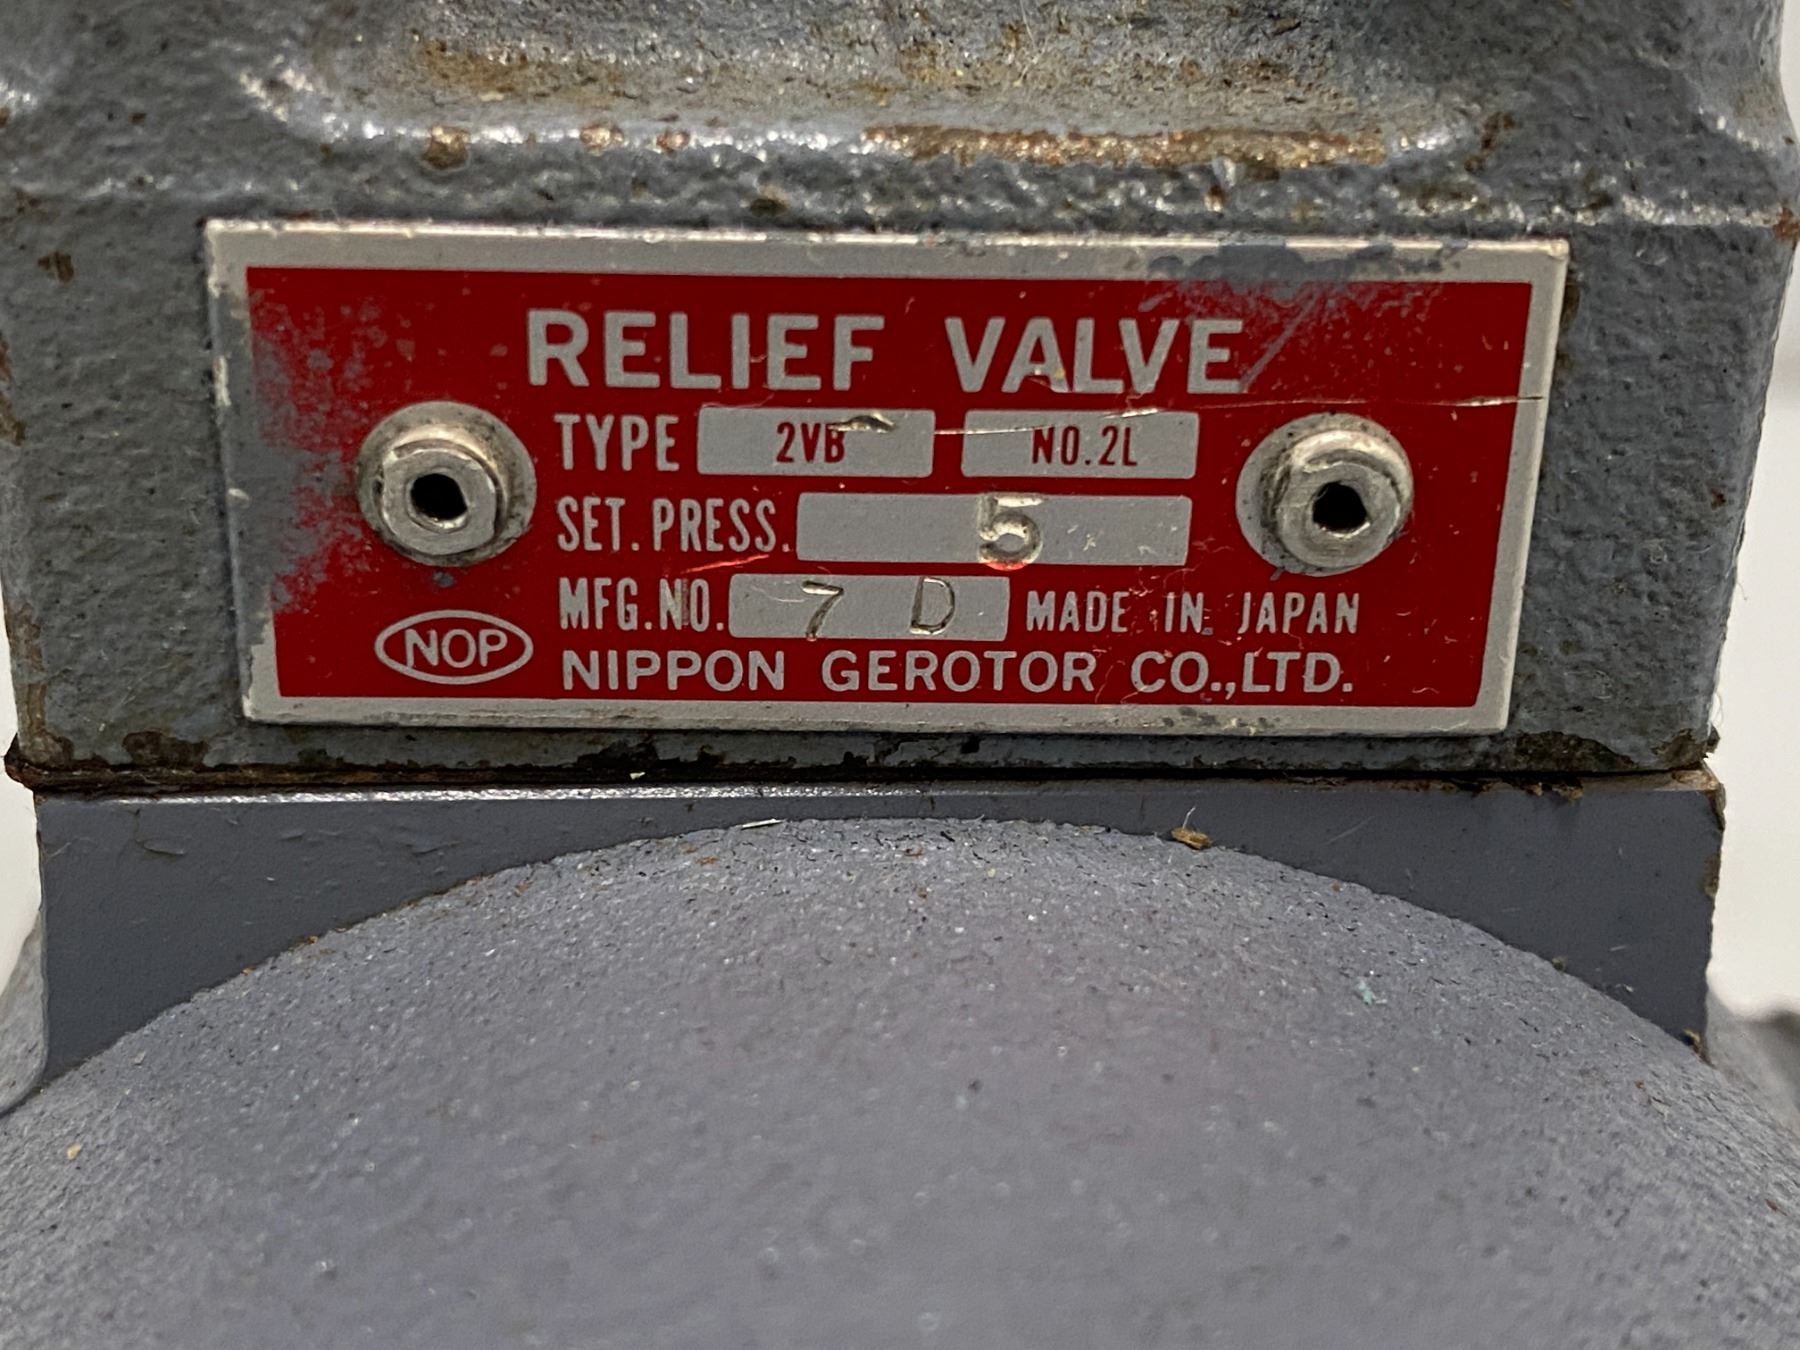 RELIEF VALVE
TYPE 2VB NO.2L
SET. PRESS. 5
MFG.NO. 7 D MADE IN JAPAN
NOP NIPPON GEROTOR CO.,LTD.